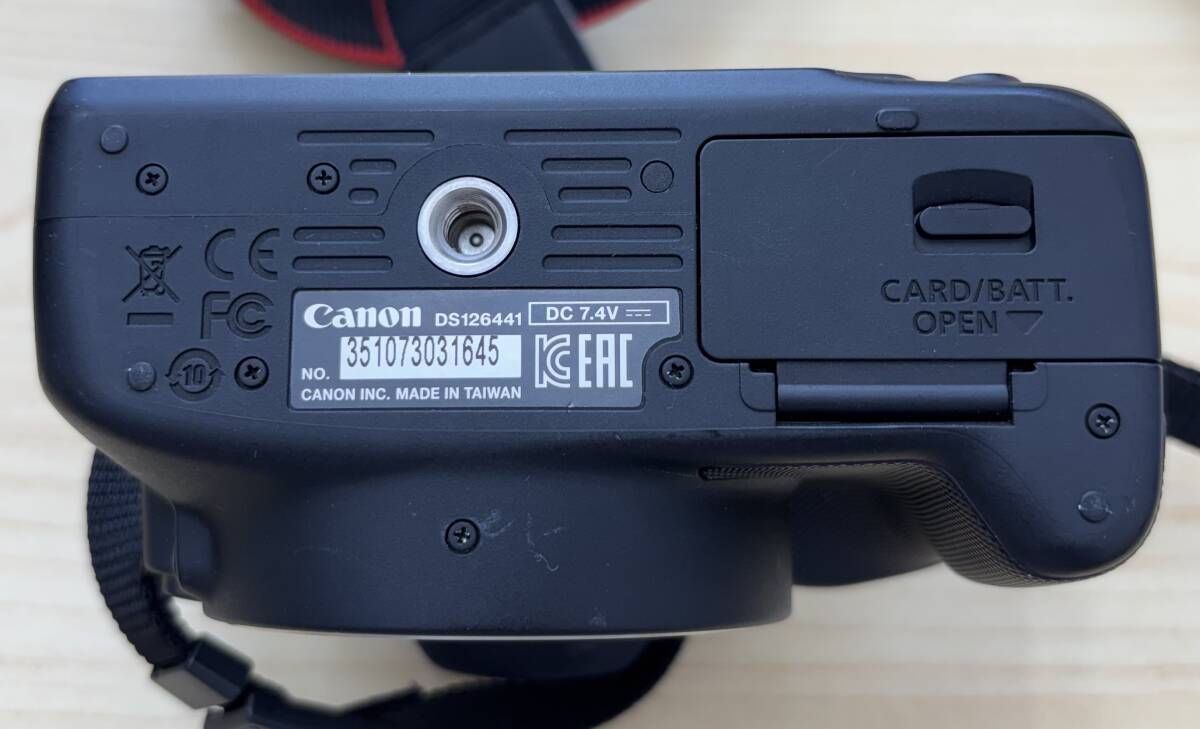 CARD/BATT.
OPEN
CE
FC
10
Canon DS126441 DC 7.4V
NO. 351073031645
EAC
CANON INC. MADE IN TAIWAN